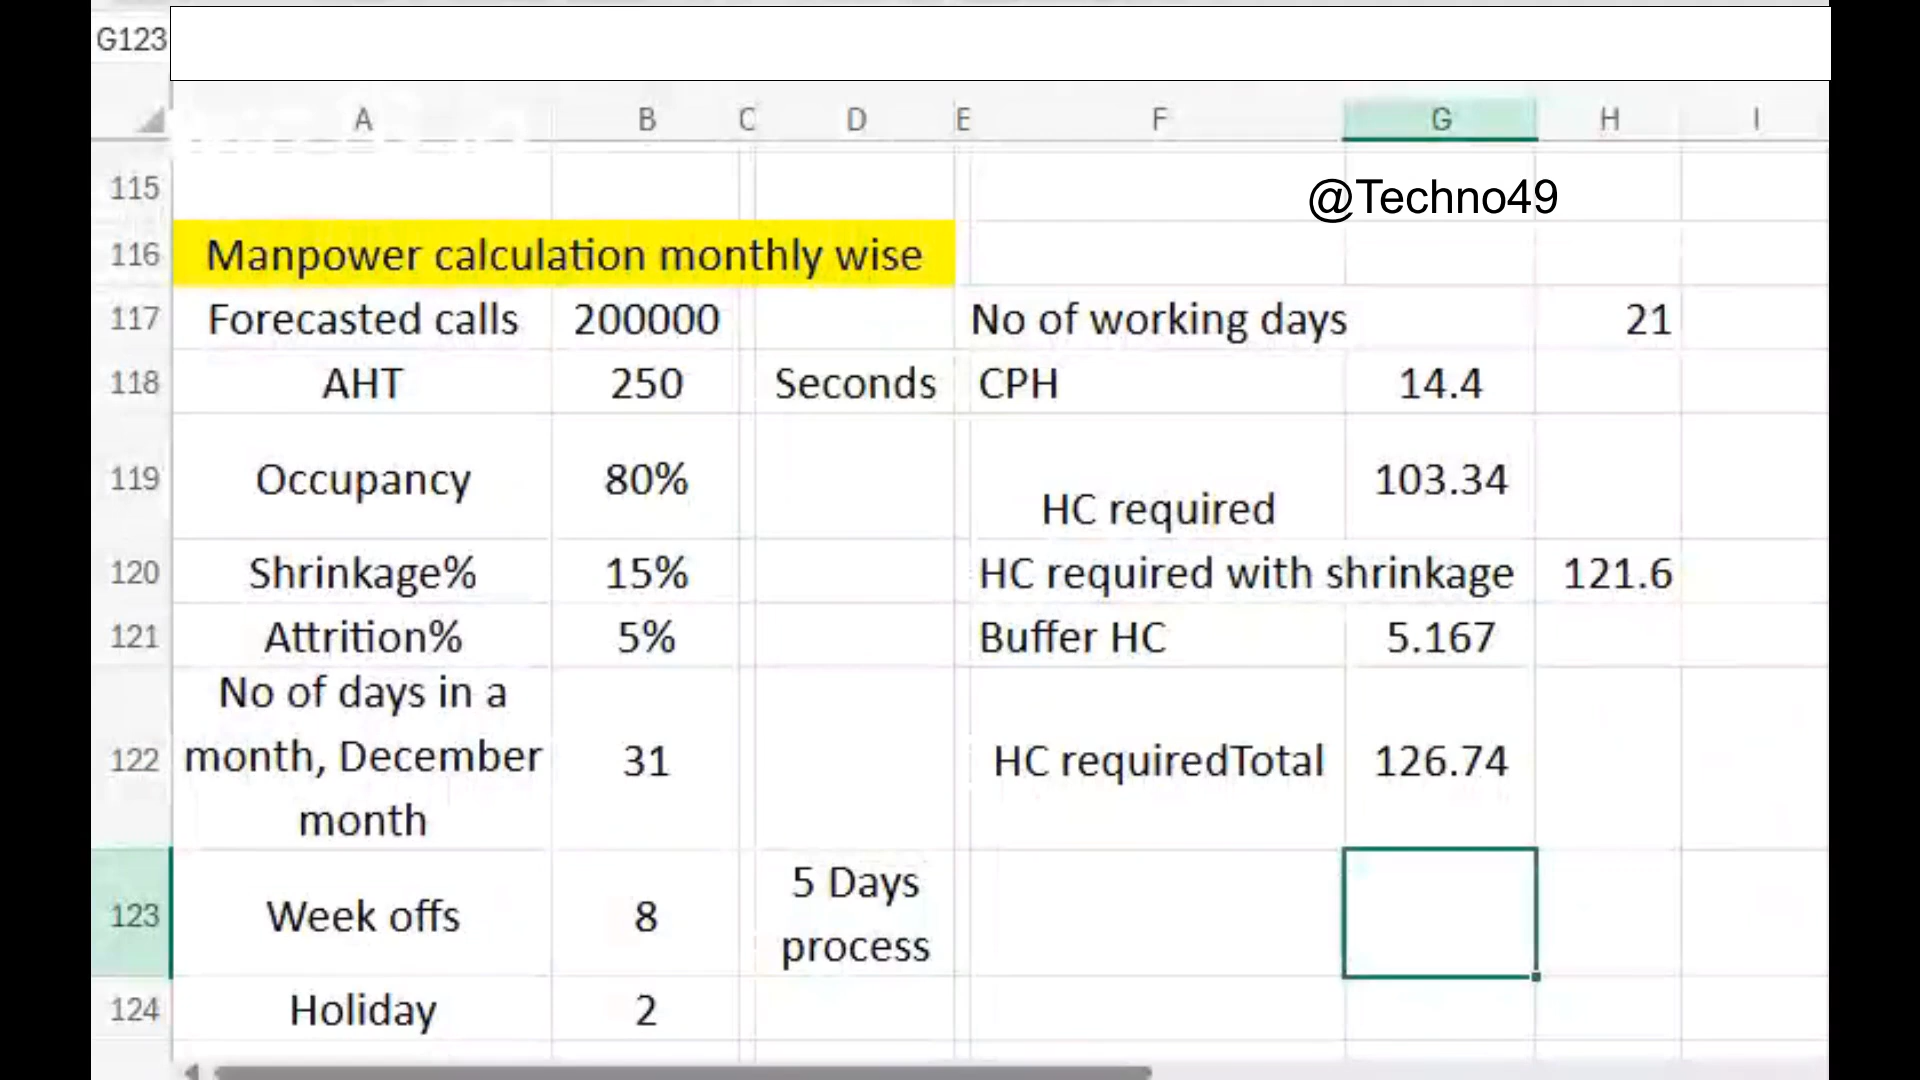 G123
A B C D E F G H I
115 @Techno49
116 Manpower calculation monthly wise
117 Forecasted calls 200000 No of working days 21
118 AHT 250 Seconds CPH 14.4
119 Occupancy 80% HC required 103.34
120 Shrinkage% 15% HC required with shrinkage 121.6
121 Attrition% 5% Buffer HC 5.167
No of days in a
122 month, December 31 HC requiredTotal 126.74
month
5 Days
123 Week offs 8
process
124 Holiday 2